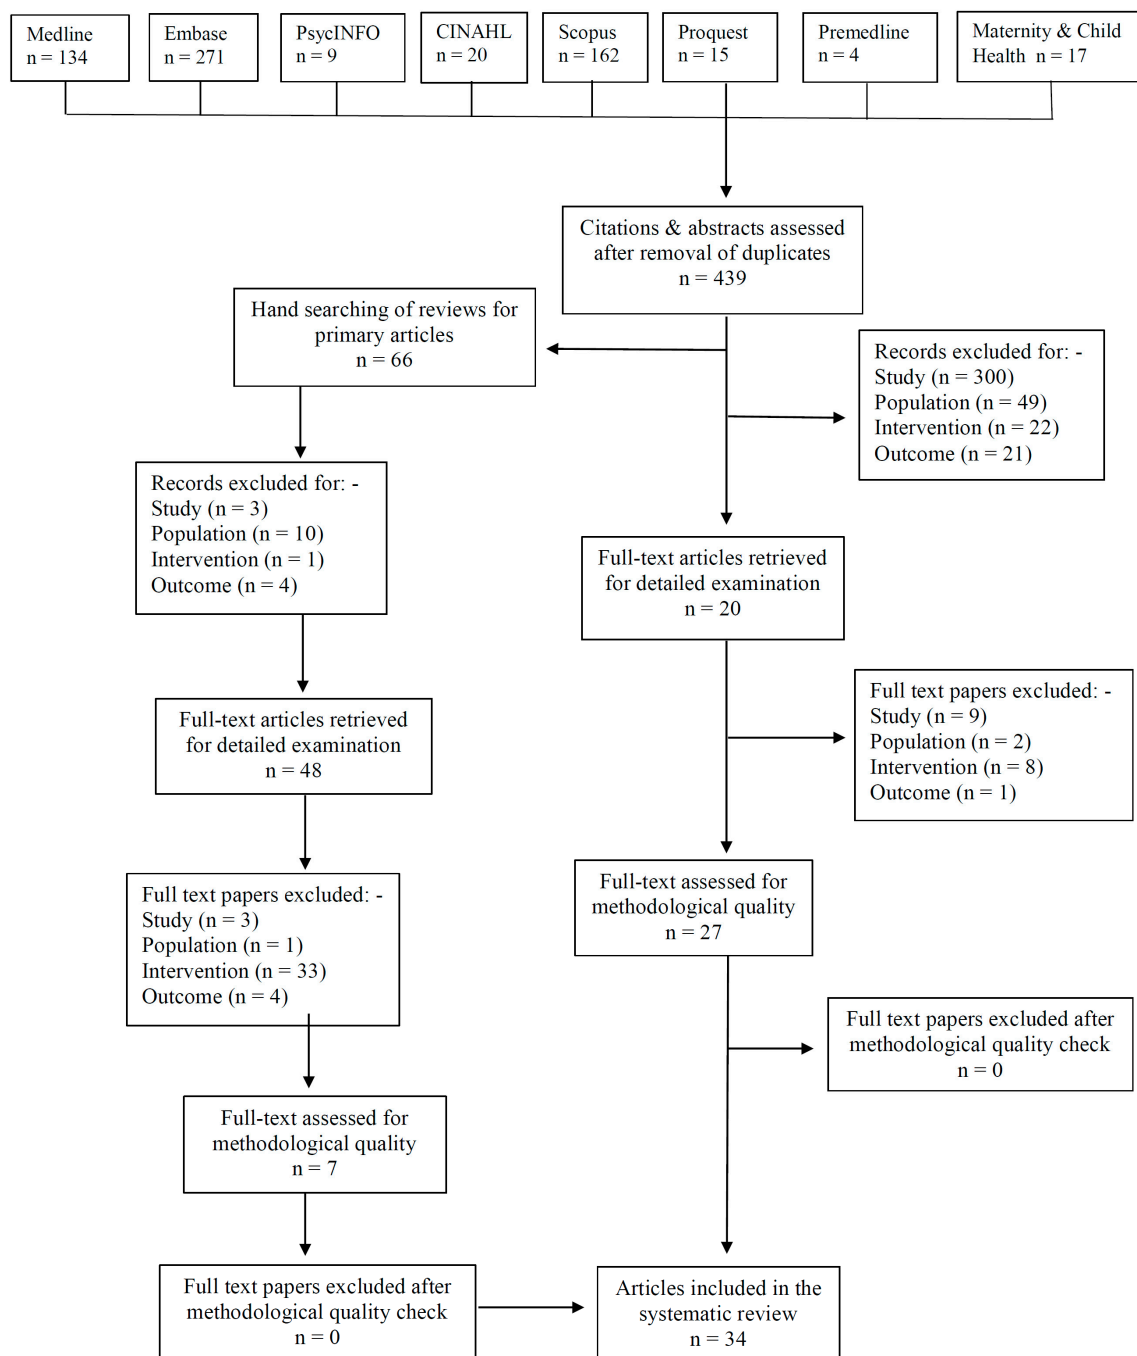 Medline
n = 134
Embase
n = 271
PsycINFO
n = 9
CINAHL
n = 20
Scopus
n = 162
Proquest
n = 15
Premedline
n = 4
Maternity & Child
Health n = 17
Citations & abstracts assessed
after removal of duplicates
n = 439
Hand searching of reviews for
primary articles
n = 66
Records excluded for: -
Study (n = 300)
Population (n = 49)
Intervention (n = 22)
Outcome (n = 21)
Records excluded for: -
Study (n = 3)
Population (n = 10)
Intervention (n = 1)
Outcome (n = 4)
Full-text articles retrieved
for detailed examination
n = 20
Full-text articles retrieved
for detailed examination
n = 48
Full text papers excluded: -
Study (n = 9)
Population (n = 2)
Intervention (n = 8)
Outcome (n = 1)
Full text papers excluded: -
Study (n = 3)
Population (n = 1)
Intervention (n = 33)
Outcome (n = 4)
Full-text assessed for
methodological quality
n = 27
Full text papers excluded after
methodological quality check
n = 0
Full-text assessed for
methodological quality
n = 7
Full text papers excluded after
methodological quality check
n = 0
Articles included in the
systematic review
n = 34